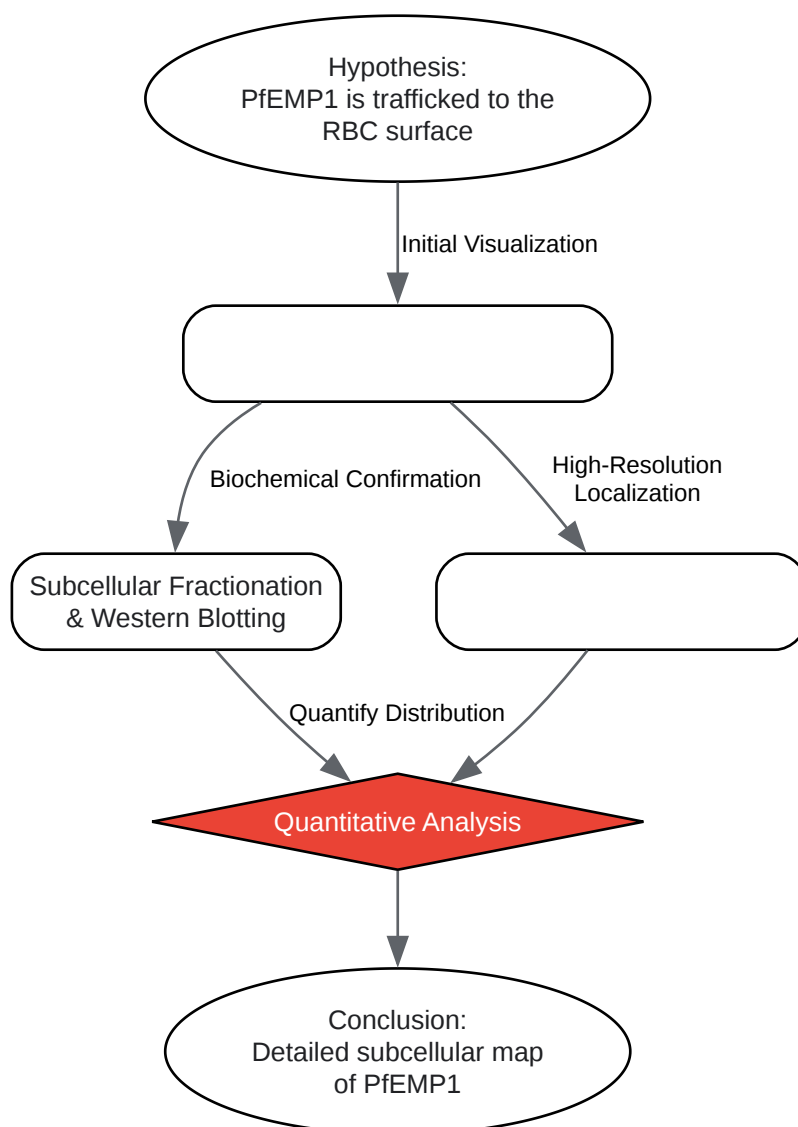 Hypothesis:
PfEMP1 is trafficked to the
RBC surface
Initial Visualization
Biochemical Confirmation
High-Resolution
Localization
Subcellular Fractionation
& Western Blotting
Quantify Distribution
Quantitative Analysis
Conclusion:
Detailed subcellular map
of PfEMP1